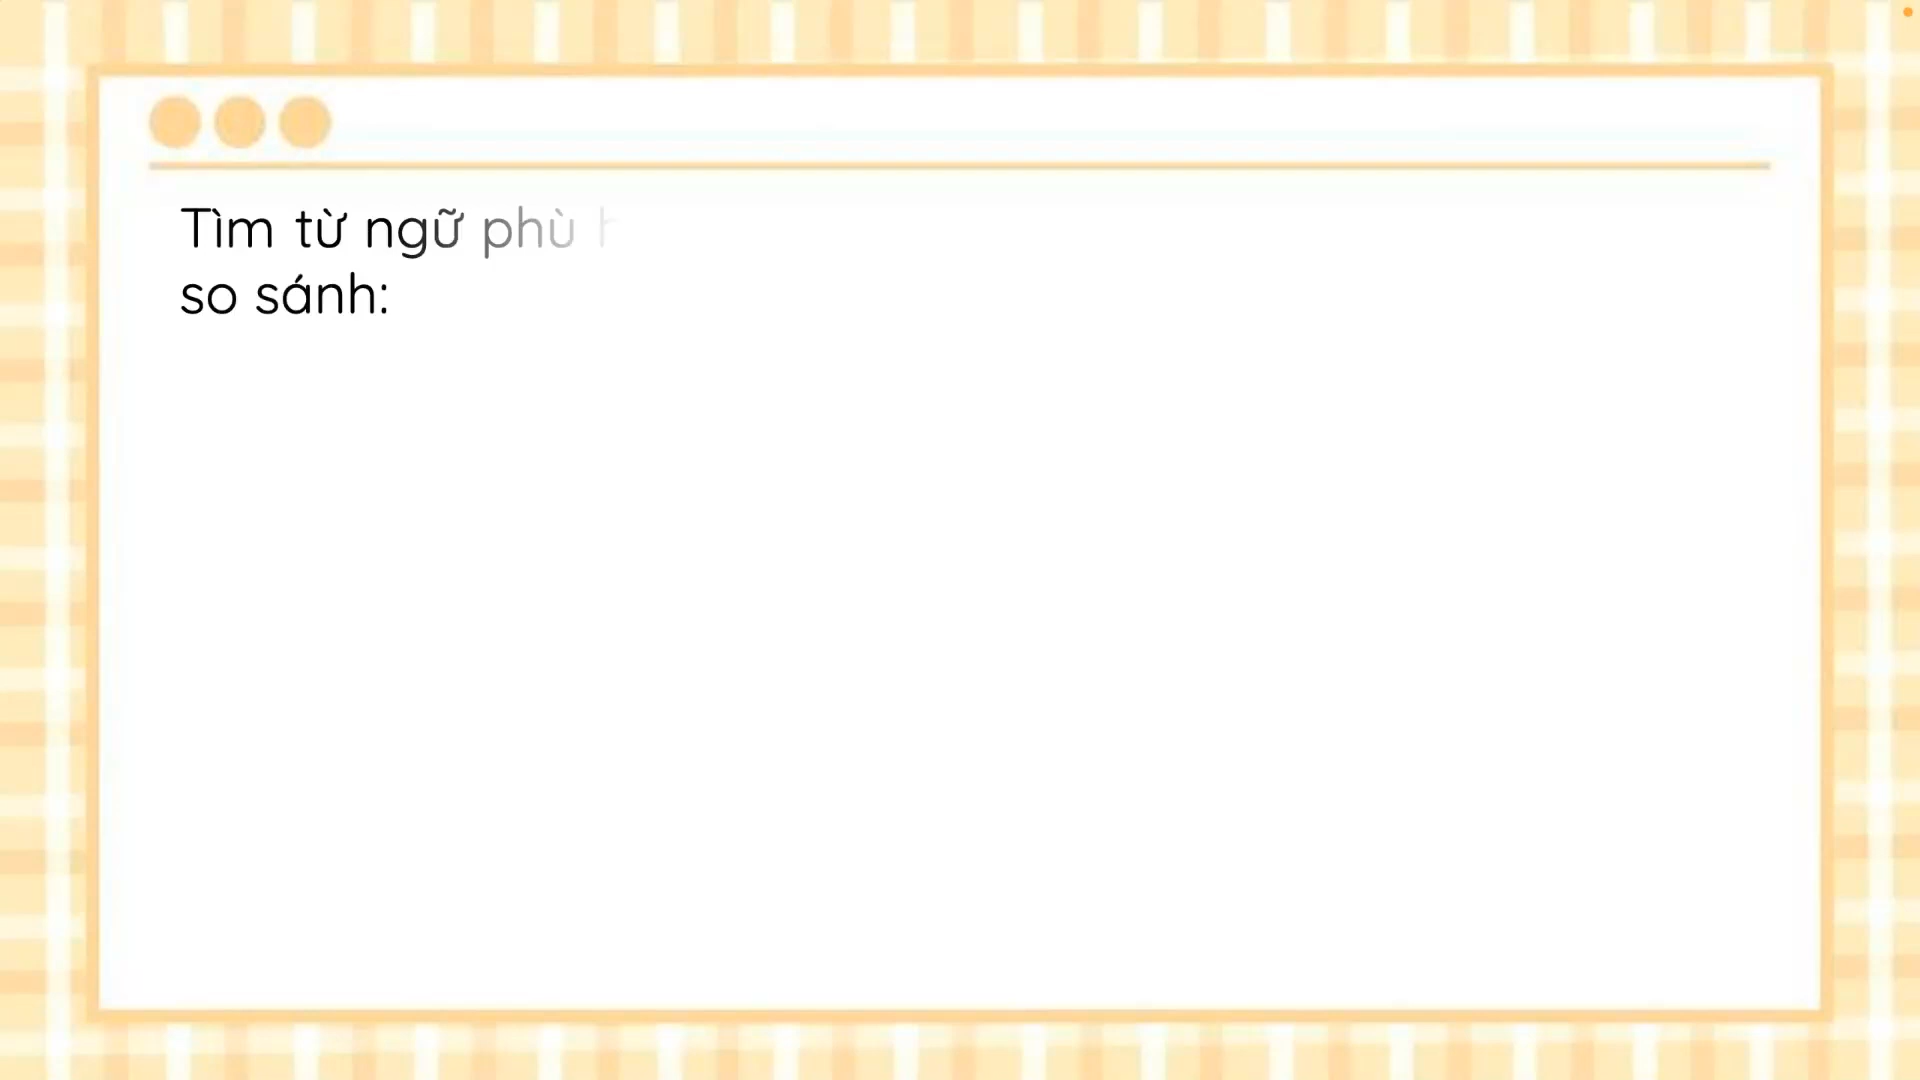 Tìm từ ngữ phù
so sánh: